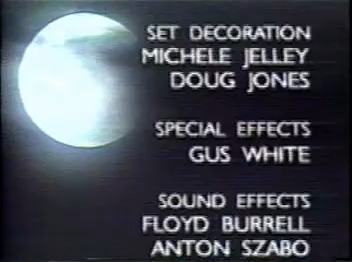 SET DECORATION
MICHELE JELLEY
DOUG JONES
SPECIAL EFFECTS
GUS WHITE
SOUND EFFECTS
FLOYD BURRELL
ANTON SZABO